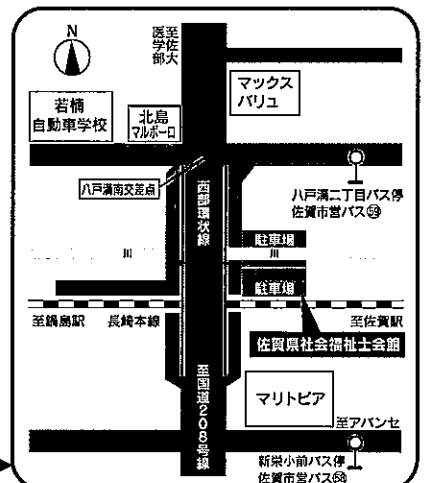 N
至佐大
医学部
マックス
バリュ
若楠
自動車学校
北島
マルボーロ
八戸溝南交差点
八戸溝二丁目バス停
佐賀市営バス㊴
西部環状線
駐車場
川
川
駐車場
至鍋島駅
長崎本線
至佐賀駅
佐賀県社会福祉士会館
至国道208号線
マリトピア
至アバンセ
新栄小前バス停
佐賀市営バス